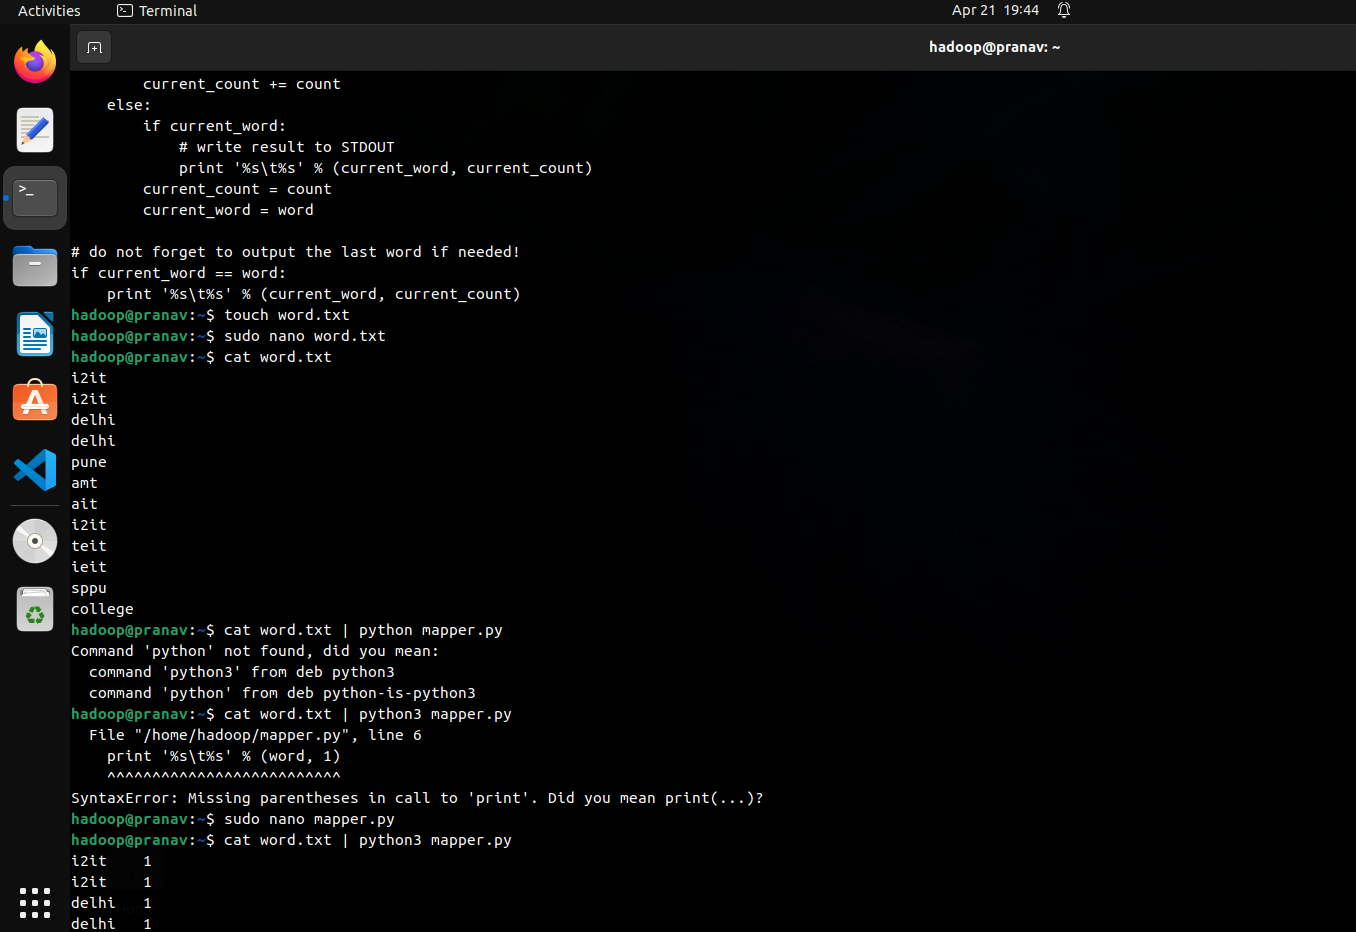 Activities Terminal Apr 21 19:44
hadoop@pranav: ~
        current_count += count
    else:
        if current_word:
            # write result to STDOUT
            print '%s\t%s' % (current_word, current_count)
        current_count = count
        current_word = word

# do not forget to output the last word if needed!
if current_word == word:
    print '%s\t%s' % (current_word, current_count)
hadoop@pranav:~$ touch word.txt
hadoop@pranav:~$ sudo nano word.txt
hadoop@pranav:~$ cat word.txt
i2it
i2it
delhi
delhi
pune
amt
ait
i2it
teit
ieit
sppu
college
hadoop@pranav:~$ cat word.txt | python mapper.py
Command 'python' not found, did you mean:
  command 'python3' from deb python3
  command 'python' from deb python-is-python3
hadoop@pranav:~$ cat word.txt | python3 mapper.py
  File "/home/hadoop/mapper.py", line 6
    print '%s\t%s' % (word, 1)
    ^^^^^^^^^^^^^^^^^^^^^^^^^^
SyntaxError: Missing parentheses in call to 'print'. Did you mean print(...)?
hadoop@pranav:~$ sudo nano mapper.py
hadoop@pranav:~$ cat word.txt | python3 mapper.py
i2it    1
i2it    1
delhi   1
delhi   1